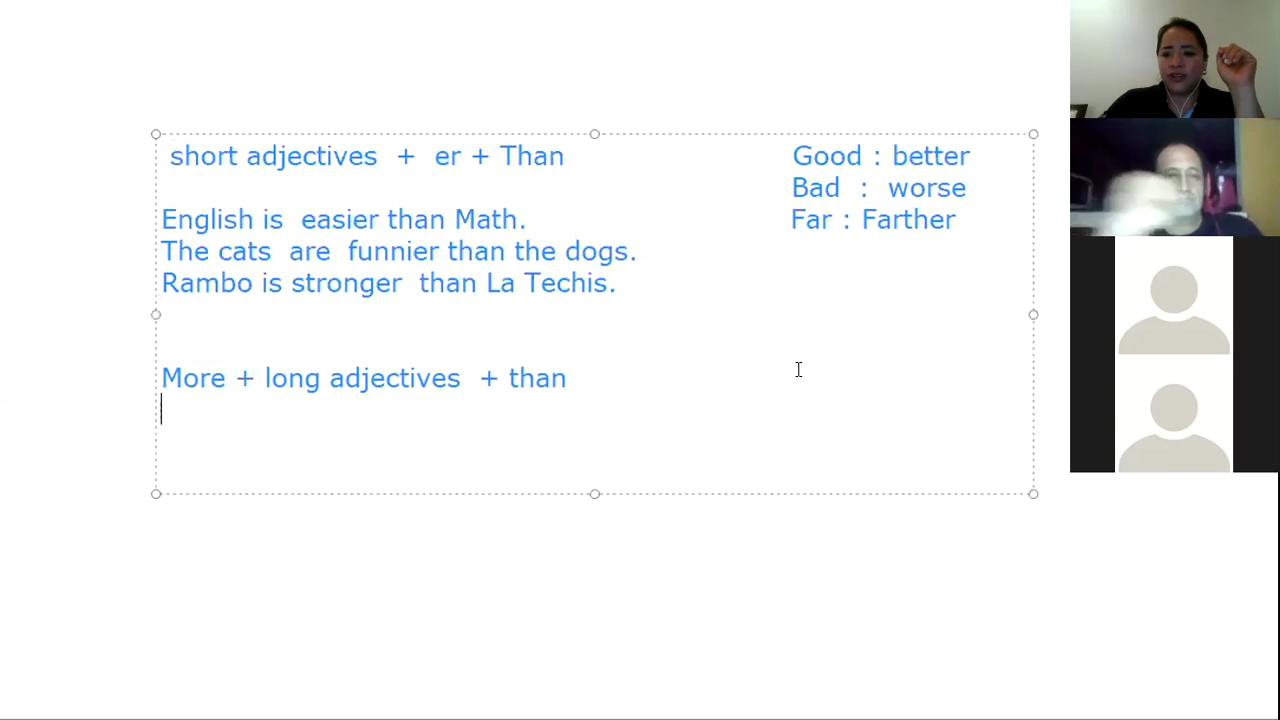 short adjectives + er + Than
English is easier than Math.
The cats are funnier than the dogs.
Rambo is stronger than La Techis.
More + long adjectives + than
Good : better
Bad : worse
Far : Farther